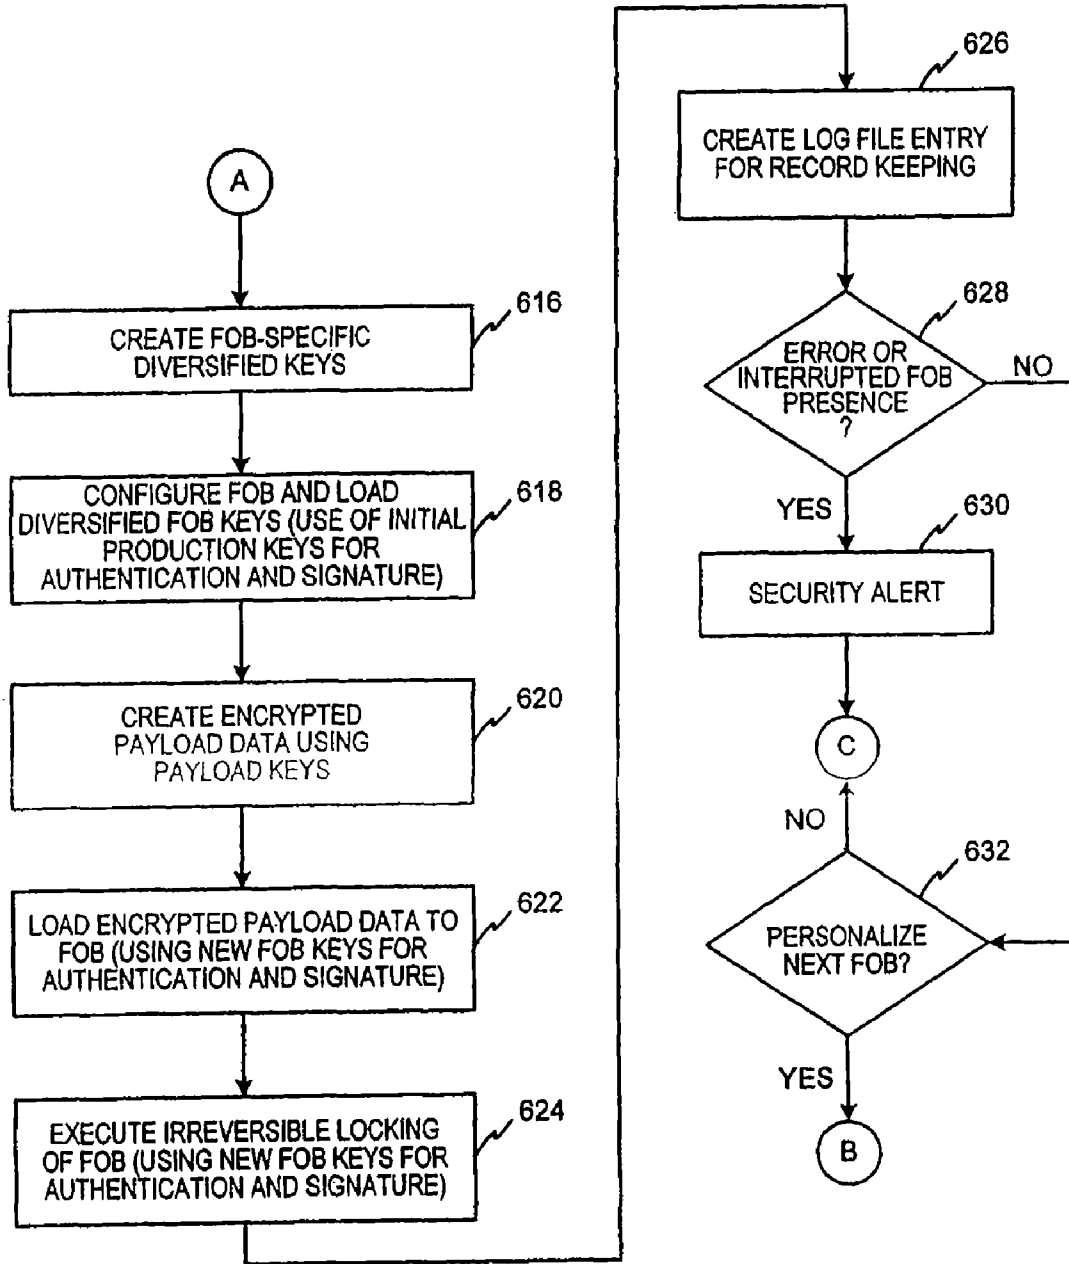 A
616
CREATE FOB-SPECIFIC
DIVERSIFIED KEYS
618
CONFIGURE FOB AND LOAD
DIVERSIFIED FOB KEYS (USE OF INITIAL
PRODUCTION KEYS FOR
AUTHENTICATION AND SIGNATURE)
620
CREATE ENCRYPTED
PAYLOAD DATA USING
PAYLOAD KEYS
622
LOAD ENCRYPTED PAYLOAD DATA TO
FOB (USING NEW FOB KEYS FOR
AUTHENTICATION AND SIGNATURE)
624
EXECUTE IRREVERSIBLE LOCKING
OF FOB (USING NEW FOB KEYS FOR
AUTHENTICATION AND SIGNATURE)
626
CREATE LOG FILE ENTRY
FOR RECORD KEEPING
628
ERROR OR
INTERRUPTED FOB
PRESENCE
?
NO
YES
630
SECURITY ALERT
C
NO
632
PERSONALIZE
NEXT FOB?
YES
B